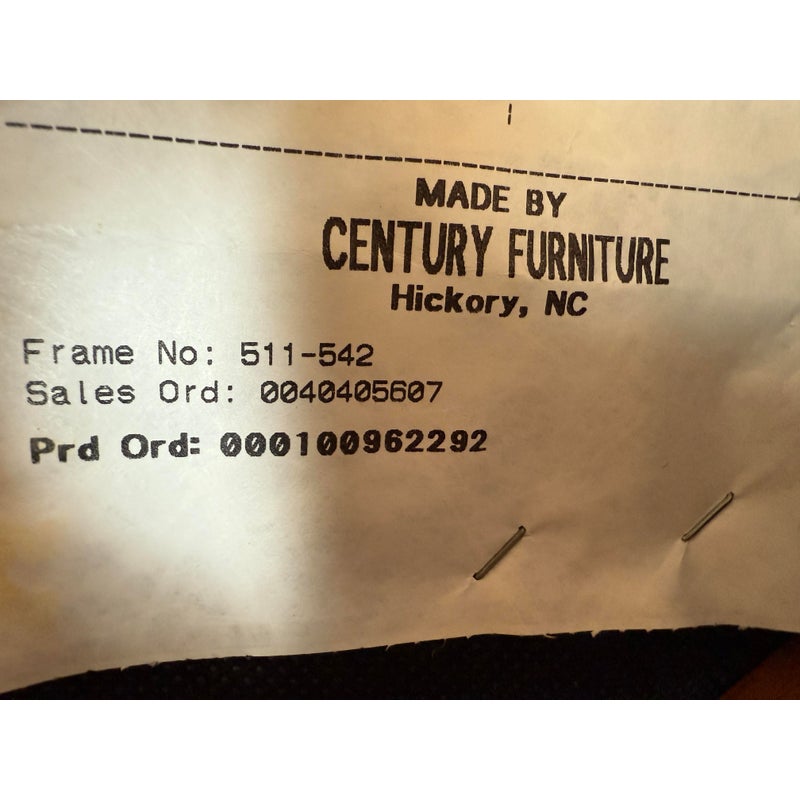 MADE BY
CENTURY FURNITURE
Hickory, NC
Frame No: 511-542
Sales Ord: 0040405607
Prd Ord: 000100962292